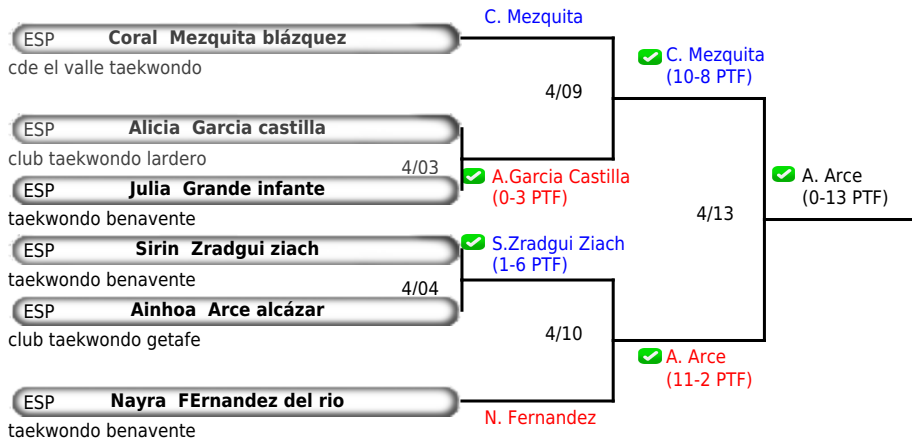 C. Mezquita
ESP Coral Mezquita blázquez
cde el valle taekwondo
C. Mezquita
(10-8 PTF)
4/09
ESP Alicia Garcia castilla
club taekwondo lardero
4/03
ESP Julia Grande infante
taekwondo benavente
A.Garcia Castilla
(0-3 PTF)
A. Arce
(0-13 PTF)
4/13
ESP Sirin Zradgui ziach
taekwondo benavente
S.Zradgui Ziach
(1-6 PTF)
4/04
ESP Ainhoa Arce alcázar
club taekwondo getafe
4/10
A. Arce
(11-2 PTF)
ESP Nayra FErnandez del rio
taekwondo benavente
N. Fernandez